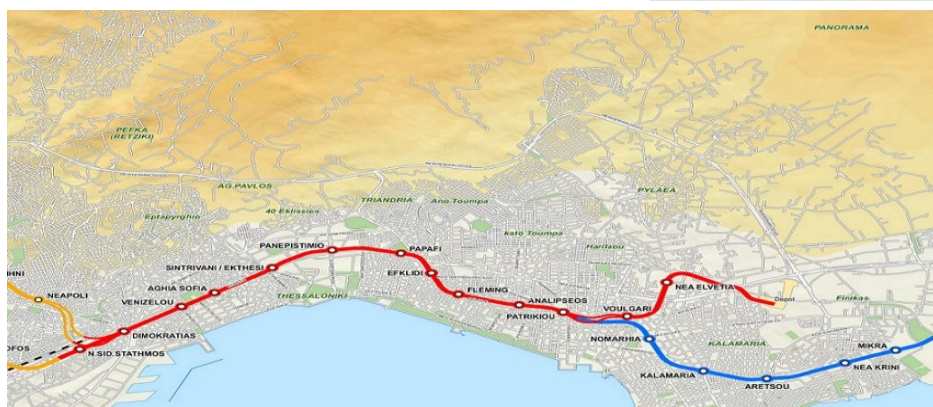 PANORAMA
PEFKA
(RETZIKI)
AG.PAVLOS
PYLAEA
Eptapyrghio
40 Eklissies
TRIANDRIA
Ano-Toumpa
kato Toumpa
Harilaou
PANEPISTIMIO
PAPAFI
SINTRIVANI / EKTHESI
EFKLIDI
AGHIA SOFIA
THESSALONIKI
FLEMING
NEA ELVETIA
NEAPOLI
VENIZELOU
ANALIPSEOS
Depot
Finikas
PATRIKIOU
VOULGARI
DIMOKRATIAS
NOMARHIA
KALAMARIA
MIKRA
N.SID.STATHMOS
KALAMARIA
ARETSOU
NEA KRINI